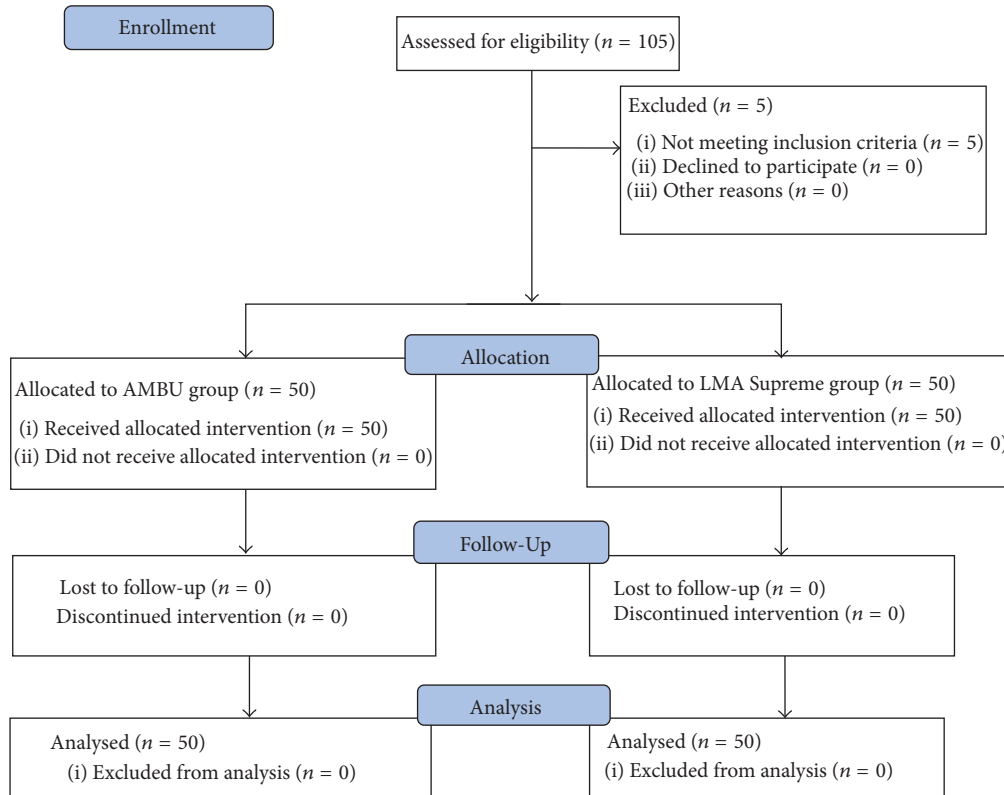 Enrollment
Assessed for eligibility (n = 105)
Excluded (n = 5)
(i) Not meeting inclusion criteria (n = 5)
(ii) Declined to participate (n = 0)
(iii) Other reasons (n = 0)
Allocation
Allocated to AMBU group (n = 50)
(i) Received allocated intervention (n = 50)
(ii) Did not receive allocated intervention (n = 0)
Allocated to LMA Supreme group (n = 50)
(i) Received allocated intervention (n = 50)
(ii) Did not receive allocated intervention (n = 0)
Follow-Up
Lost to follow-up (n = 0)
Discontinued intervention (n = 0)
Lost to follow-up (n = 0)
Discontinued intervention (n = 0)
Analysis
Analysed (n = 50)
(i) Excluded from analysis (n = 0)
Analysed (n = 50)
(i) Excluded from analysis (n = 0)